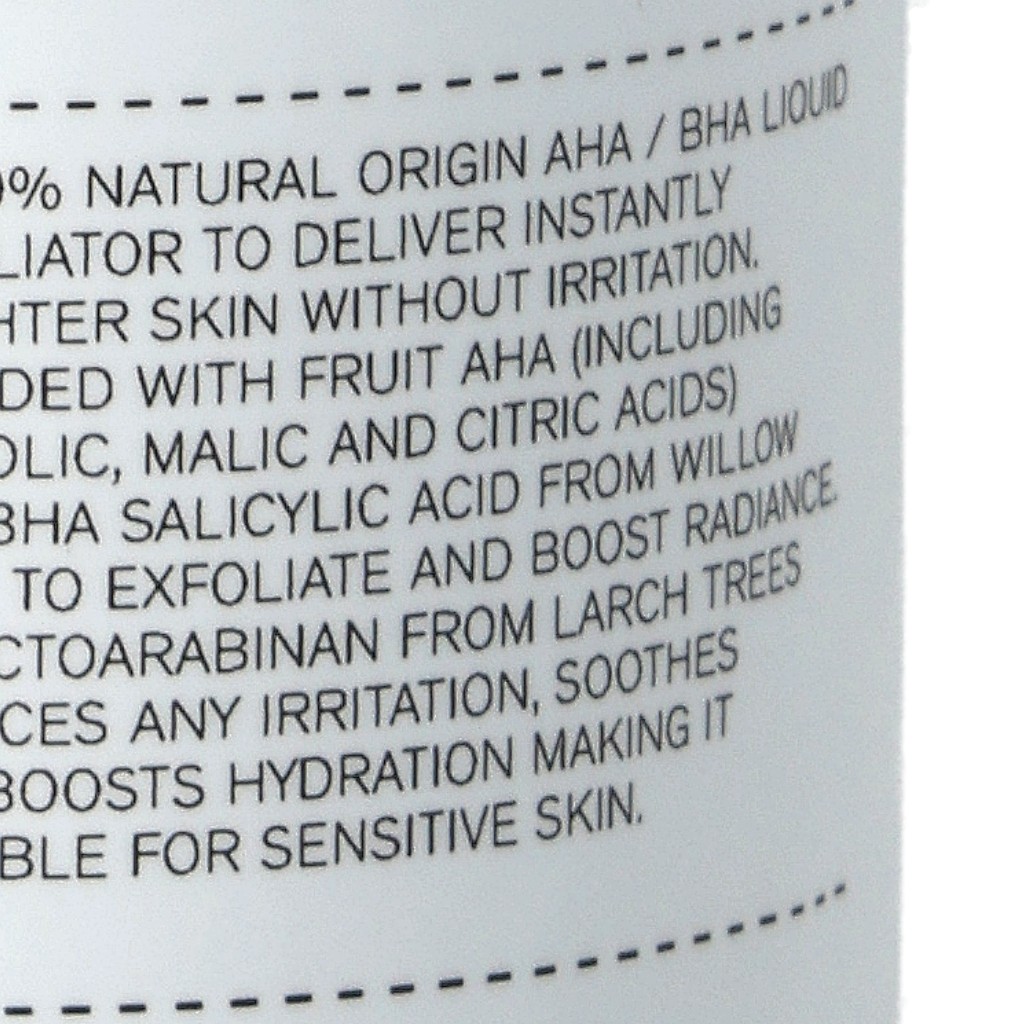 % NATURAL ORIGIN AHA / BHA LIQUID
LIATOR TO DELIVER INSTANTLY
HTER SKIN WITHOUT IRRITATION.
DED WITH FRUIT AHA (INCLUDING
OLIC, MALIC AND CITRIC ACIDS)
BHA SALICYLIC ACID FROM WILLOW
TO EXFOLIATE AND BOOST RADIANCE.
CTOARABINAN FROM LARCH TREES
CES ANY IRRITATION, SOOTHES
BOOSTS HYDRATION MAKING IT
BLE FOR SENSITIVE SKIN.